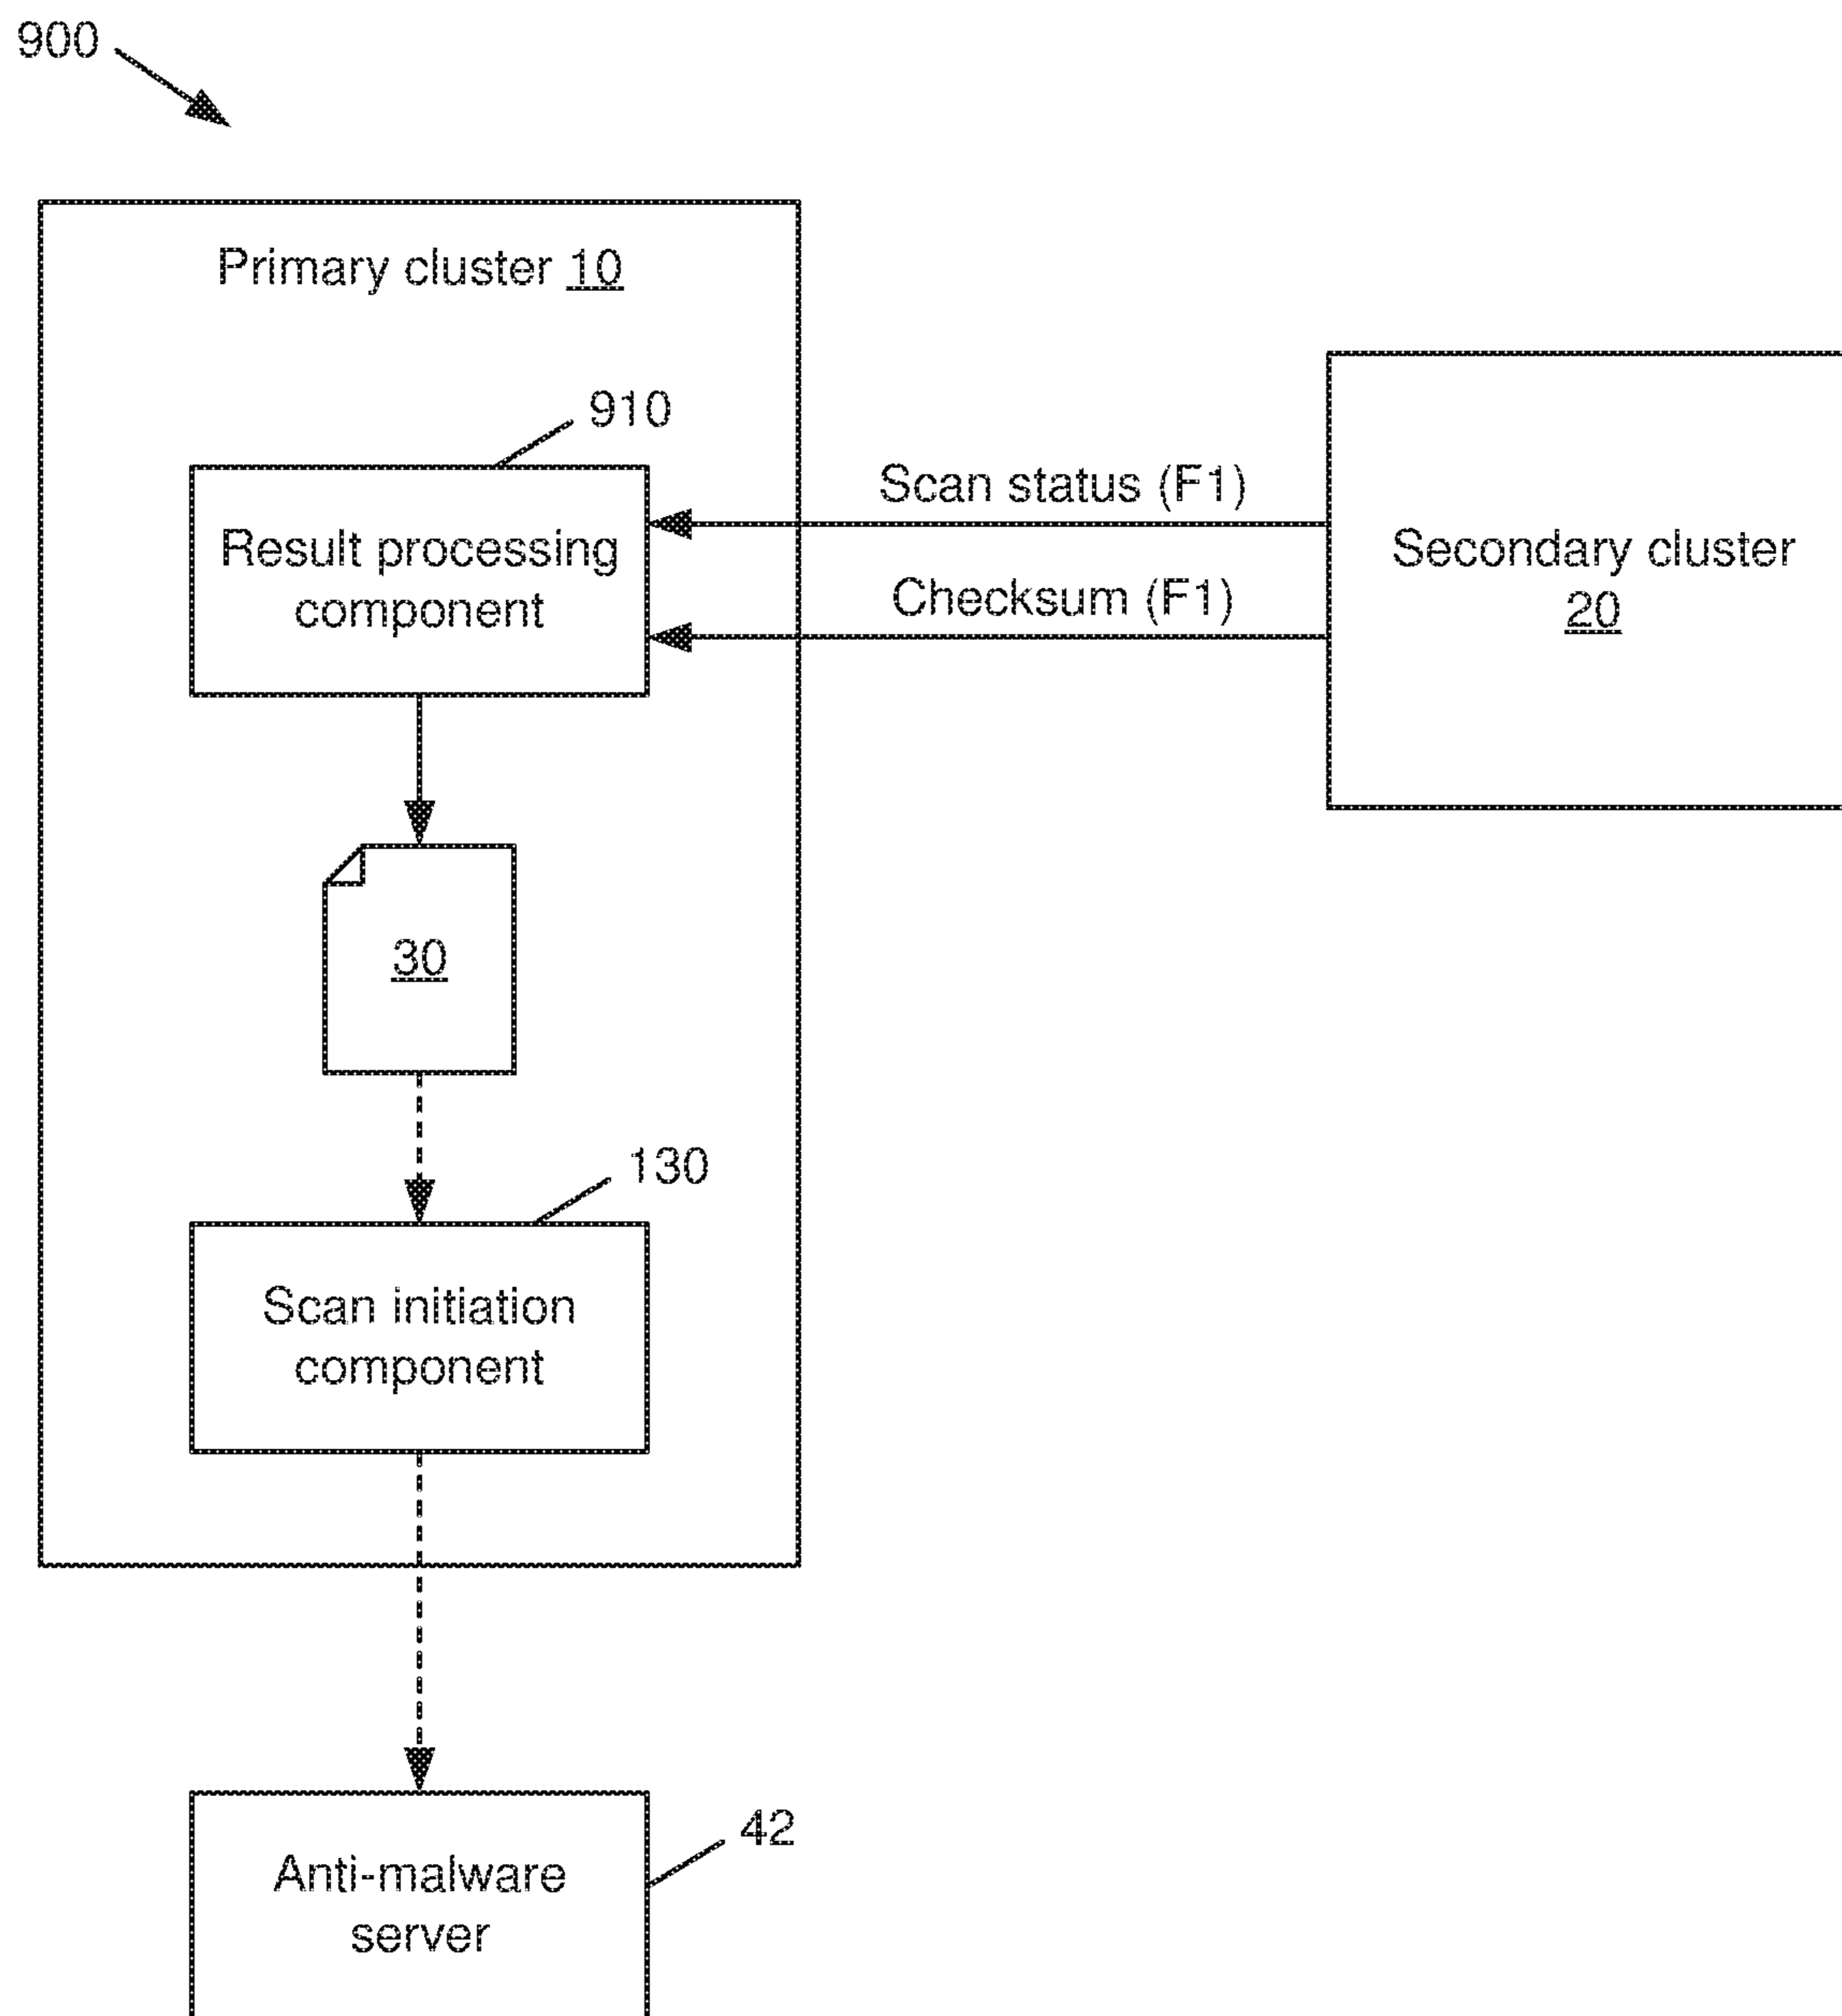 900
Primary cluster 10
910
Result processing
component
Scan status (F1)
Checksum (F1)
Secondary cluster
20
30
130
Scan initiation
component
42
Anti-malware
server